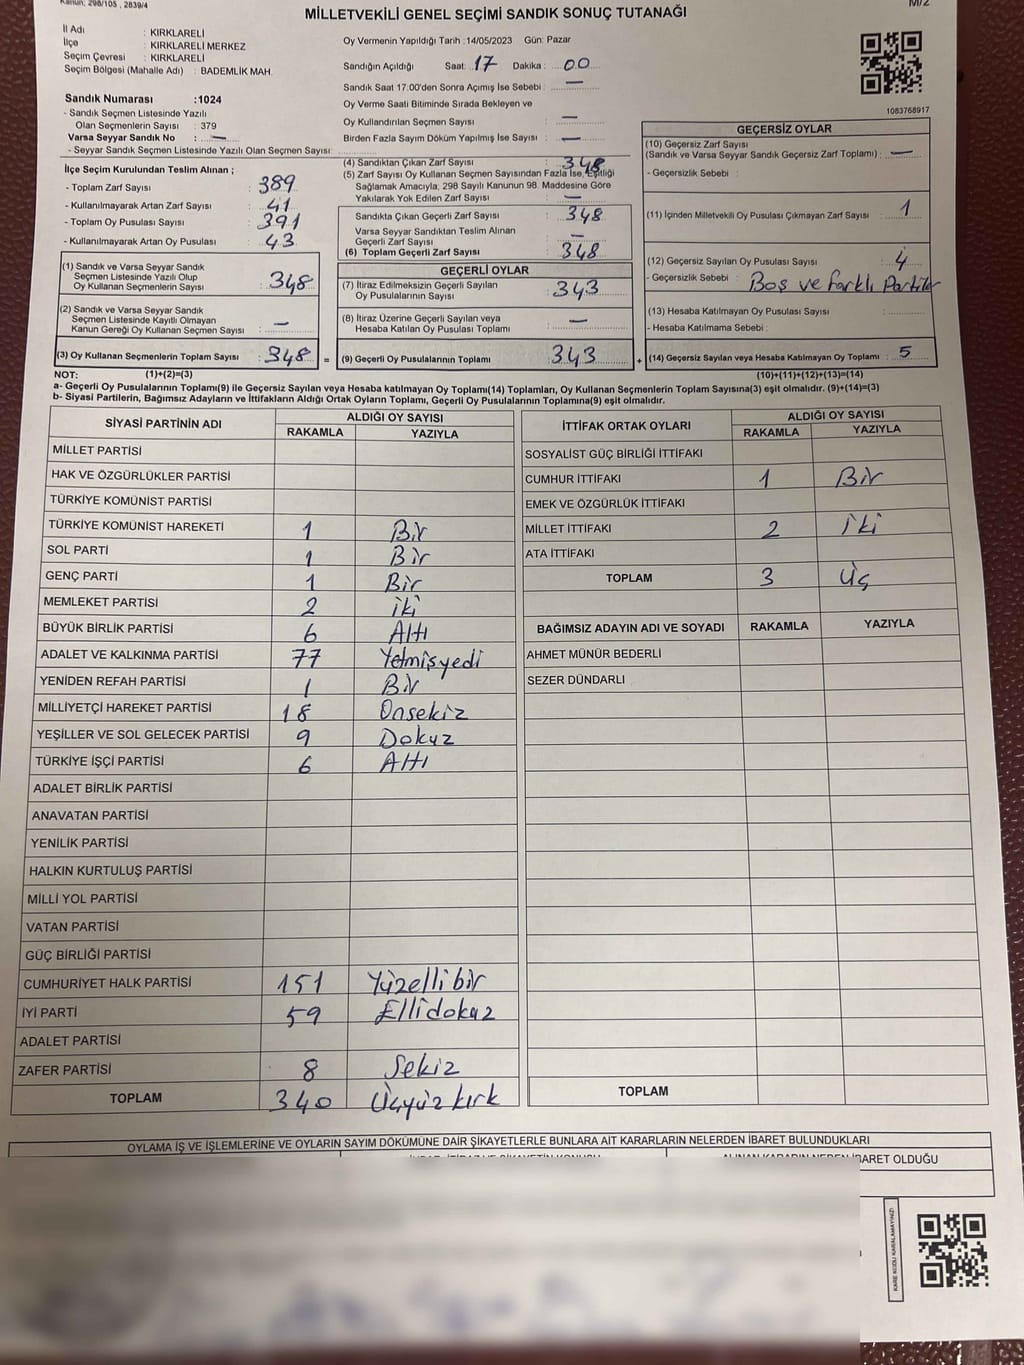 Kanun: 298/105 , 2839/4
M/2
MİLLETVEKİLİ GENEL SEÇİMİ SANDIK SONUÇ TUTANAĞI
İl Adı : KIRKLARELİ
İlçe : KIRKLARELİ MERKEZ
Seçim Çevresi : KIRKLARELİ
Seçim Bölgesi (Mahalle Adı) : BADEMLİK MAH.
Sandık Numarası :1024
- Sandık Seçmen Listesinde Yazılı
Olan Seçmenlerin Sayısı : 379
Varsa Seyyar Sandık No : —
- Seyyar Sandık Seçmen Listesinde Yazılı Olan Seçmen Sayısı:
Oy Vermenin Yapıldığı Tarih :14/05/2023 Gün: Pazar
Sandığın Açıldığı Saat: 17 Dakika : 00
Sandık Saat 17:00'den Sonra Açımış İse Sebebi : —
Oy Verme Saati Bitiminde Sırada Bekleyen ve
Oy Kullandırılan Seçmen Sayısı : —
Birden Fazla Sayım Döküm Yapılmış İse Sayısı : —
1083768917
İlçe Seçim Kurulundan Teslim Alınan ;
- Toplam Zarf Sayısı : 389
- Kullanılmayarak Artan Zarf Sayısı : 41
- Toplam Oy Pusulası Sayısı : 391
- Kullanılmayarak Artan Oy Pusulası : 43
(1) Sandık ve Varsa Seyyar Sandık
Seçmen Listesinde Yazılı Olup
Oy Kullanan Seçmenlerin Sayısı : 348
(2) Sandık ve Varsa Seyyar Sandık
Seçmen Listesinde Kayıtlı Olmayan
Kanun Gereği Oy Kullanan Seçmen Sayısı : —
(3) Oy Kullanan Seçmenlerin Toplam Sayısı : 348 =
(4) Sandıktan Çıkan Zarf Sayısı : 348
(5) Zarf Sayısı Oy Kullanan Seçmen Sayısından Fazla İse, Eşitliği
Sağlamak Amacıyla, 298 Sayılı Kanunun 98. Maddesine Göre
Yakılarak Yok Edilen Zarf Sayısı : —
Sandıkta Çıkan Geçerli Zarf Sayısı : 348
Varsa Seyyar Sandıktan Teslim Alınan
Geçerli Zarf Sayısı : —
(6) Toplam Geçerli Zarf Sayısı : 348
GEÇERLİ OYLAR
(7) İtiraz Edilmeksizin Geçerli Sayılan
Oy Pusulalarının Sayısı : 343
(8) İtiraz Üzerine Geçerli Sayılan veya
Hesaba Katılan Oy Pusulası Toplamı : —
(9) Geçerli Oy Pusulalarının Toplamı : 343 +
GEÇERSİZ OYLAR
(10) Geçersiz Zarf Sayısı
(Sandık ve Varsa Seyyar Sandık Geçersiz Zarf Toplamı) : —
- Geçersizlik Sebebi :
(11) İçinden Milletvekili Oy Pusulası Çıkmayan Zarf Sayısı : 1
(12) Geçersiz Sayılan Oy Pusulası Sayısı : 4
- Geçersizlik Sebebi : Boş ve farklı Partiler
(13) Hesaba Katılmayan Oy Pusulası Sayısı :
- Hesaba Katılmama Sebebi :
(14) Geçersiz Sayılan veya Hesaba Katılmayan Oy Toplamı : 5
NOT: (1)+(2)=(3) (10)+(11)+(12)+(13)=(14)
a- Geçerli Oy Pusulalarının Toplamı(9) ile Geçersiz Sayılan veya Hesaba katılmayan Oy Toplamı(14) Toplamları, Oy Kullanan Seçmenlerin Toplam Sayısına(3) eşit olmalıdır. (9)+(14)=(3)
b- Siyasi Partilerin, Bağımsız Adayların ve İttifakların Aldığı Ortak Oyların Toplamı, Geçerli Oy Pusulalarının Toplamına(9) eşit olmalıdır.
SİYASİ PARTİNİN ADI ALDIĞI OY SAYISI
RAKAMLA YAZIYLA
MİLLET PARTİSİ
HAK VE ÖZGÜRLÜKLER PARTİSİ
TÜRKİYE KOMÜNİST PARTİSİ
TÜRKİYE KOMÜNİST HAREKETİ 1 Bir
SOL PARTİ 1 Bir
GENÇ PARTİ 1 Bir
MEMLEKET PARTİSİ 2 iki
BÜYÜK BİRLİK PARTİSİ 6 Altı
ADALET VE KALKINMA PARTİSİ 77 Yetmişyedi
YENİDEN REFAH PARTİSİ 1 Bir
MİLLİYETÇİ HAREKET PARTİSİ 18 Onsekiz
YEŞİLLER VE SOL GELECEK PARTİSİ 9 Dokuz
TÜRKİYE İŞÇİ PARTİSİ 6 Altı
ADALET BİRLİK PARTİSİ
ANAVATAN PARTİSİ
YENİLİK PARTİSİ
HALKIN KURTULUŞ PARTİSİ
MİLLİ YOL PARTİSİ
VATAN PARTİSİ
GÜÇ BİRLİĞİ PARTİSİ
CUMHURİYET HALK PARTİSİ 151 Yüzellibir
İYİ PARTİ 59 Ellidokuz
ADALET PARTİSİ
ZAFER PARTİSİ 8 Sekiz
TOPLAM 340 Üçyüzkırk
İTTİFAK ORTAK OYLARI ALDIĞI OY SAYISI
RAKAMLA YAZIYLA
SOSYALİST GÜÇ BİRLİĞİ İTTİFAKI
CUMHUR İTTİFAKI 1 Bir
EMEK VE ÖZGÜRLÜK İTTİFAKI
MİLLET İTTİFAKI 2 iki
ATA İTTİFAKI
TOPLAM 3 Üç
BAĞIMSIZ ADAYIN ADI VE SOYADI RAKAMLA YAZIYLA
AHMET MÜNÜR BEDERLİ
SEZER DÜNDARLI
TOPLAM
OYLAMA İŞ VE İŞLEMLERİNE VE OYLARIN SAYIM DÖKÜMÜNE DAİR ŞİKAYETLERLE BUNLARA AİT KARARLARIN NELERDEN İBARET BULUNDUKLARI
ALINAN KARARIN NEDEN İBARET OLDUĞU
KARE KODU KARALAMAYINIZ!